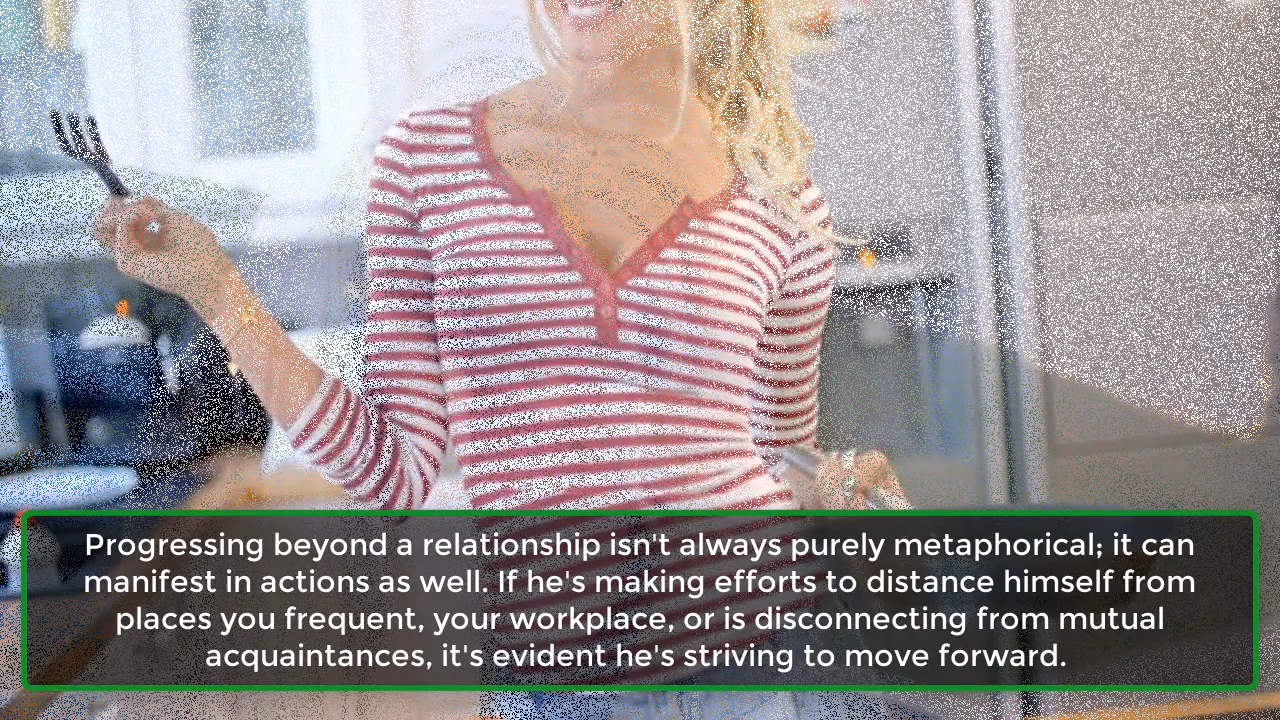 Progressing beyond a relationship isn't always purely metaphorical; it can
manifest in actions as well. If he's making efforts to distance himself from
places you frequent, your workplace, or is disconnecting from mutual
acquaintances, it's evident he's striving to move forward.